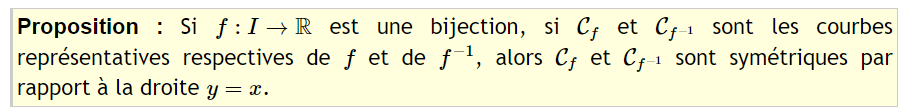 Proposition : Si $f : I \to \mathbb{R}$ est une bijection, si $\mathcal{C}_f$ et $\mathcal{C}_{f^{-1}}$ sont les courbes
représentatives respectives de $f$ et de $f^{-1}$, alors $\mathcal{C}_f$ et $\mathcal{C}_{f^{-1}}$ sont symétriques par
rapport à la droite $y = x$.